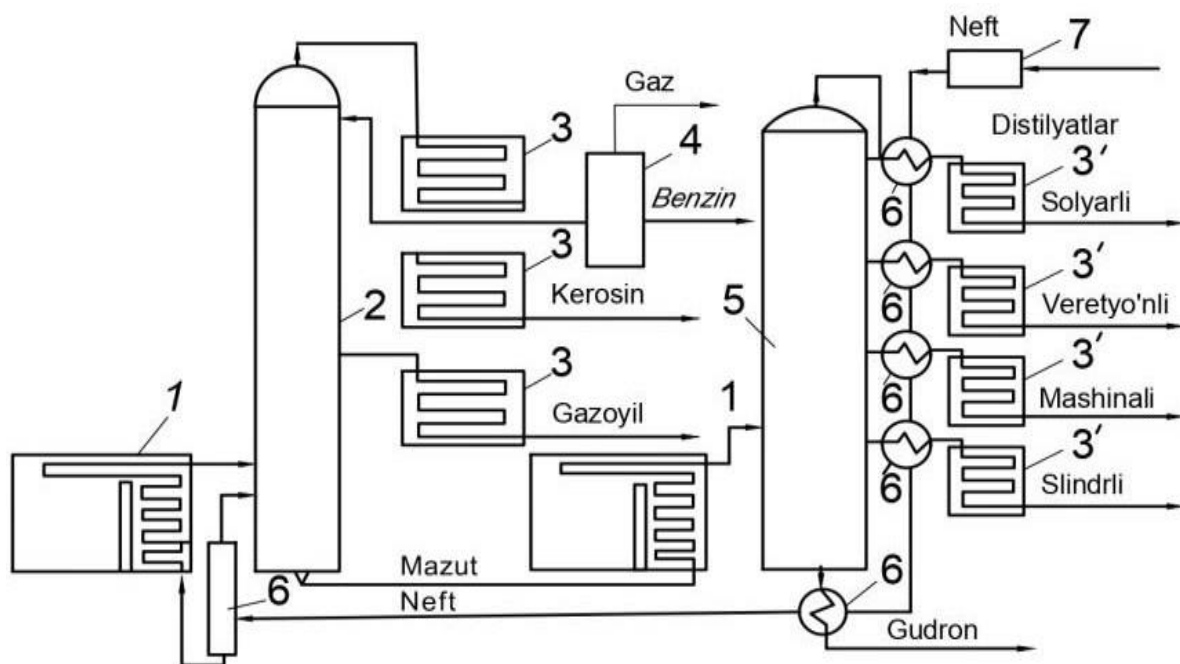 Neft
7
Gaz
3
4
Distilyatlar
3′
Benzin
6
Solyarli
3
3′
Kerosin
2
5
6
Veretyo'nli
3
3′
1
Gazoyil
1
6
Mashinali
3′
6
Slindrli
Mazut
6
6
Neft
Gudron